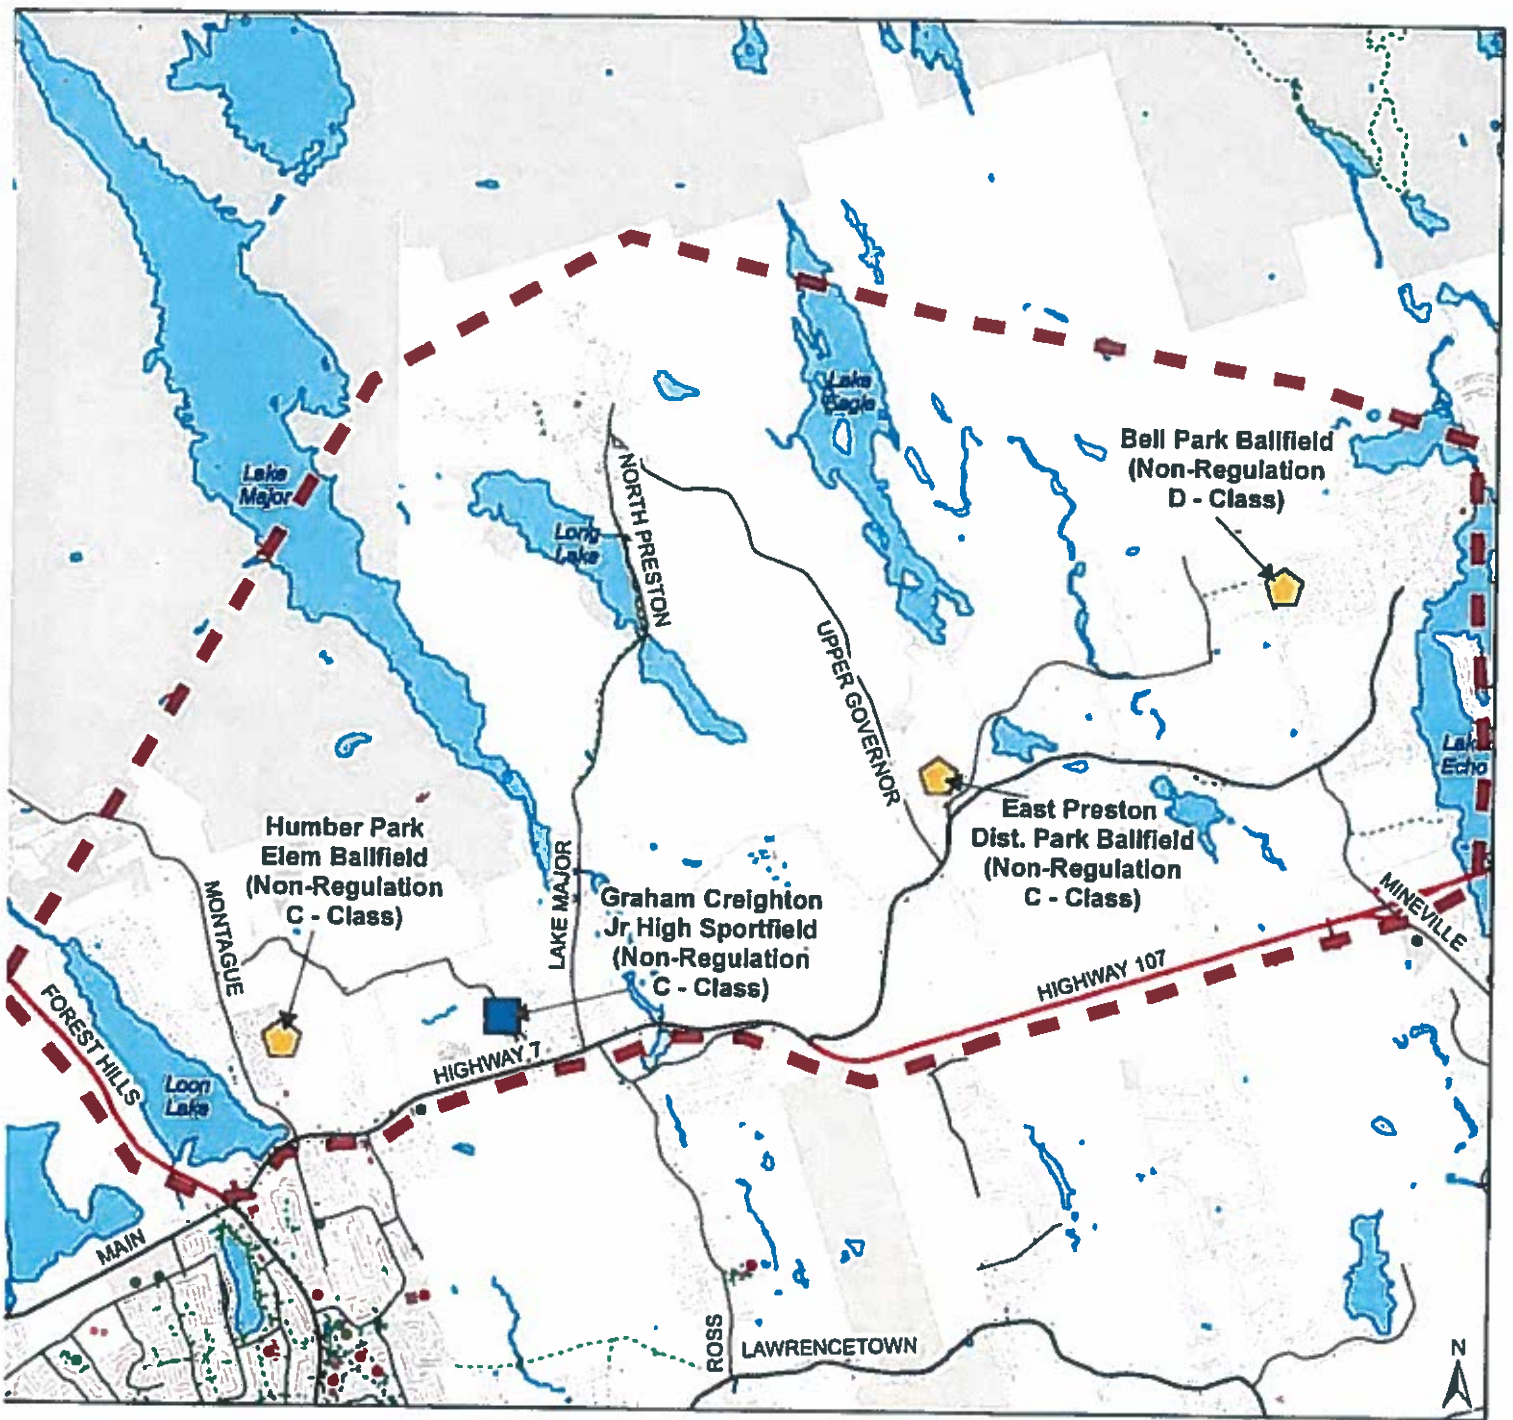 Lake
Eagle
Bell Park Ballfield
(Non-Regulation
D - Class)
Lake
Major
NORTH PRESTON
Long
Lake
UPPER GOVERNOR
Lake
Echo
East Preston
Dist. Park Ballfield
(Non-Regulation
C - Class)
Humber Park
Elem Ballfield
(Non-Regulation
C - Class)
MONTAGUE
LAKE MAJOR
Graham Creighton
Jr High Sportfield
(Non-Regulation
C - Class)
MINEVILLE
HIGHWAY 107
FOREST HILLS
HIGHWAY 7
Loon
Lake
MAIN
ROSS
LAWRENCETOWN
N